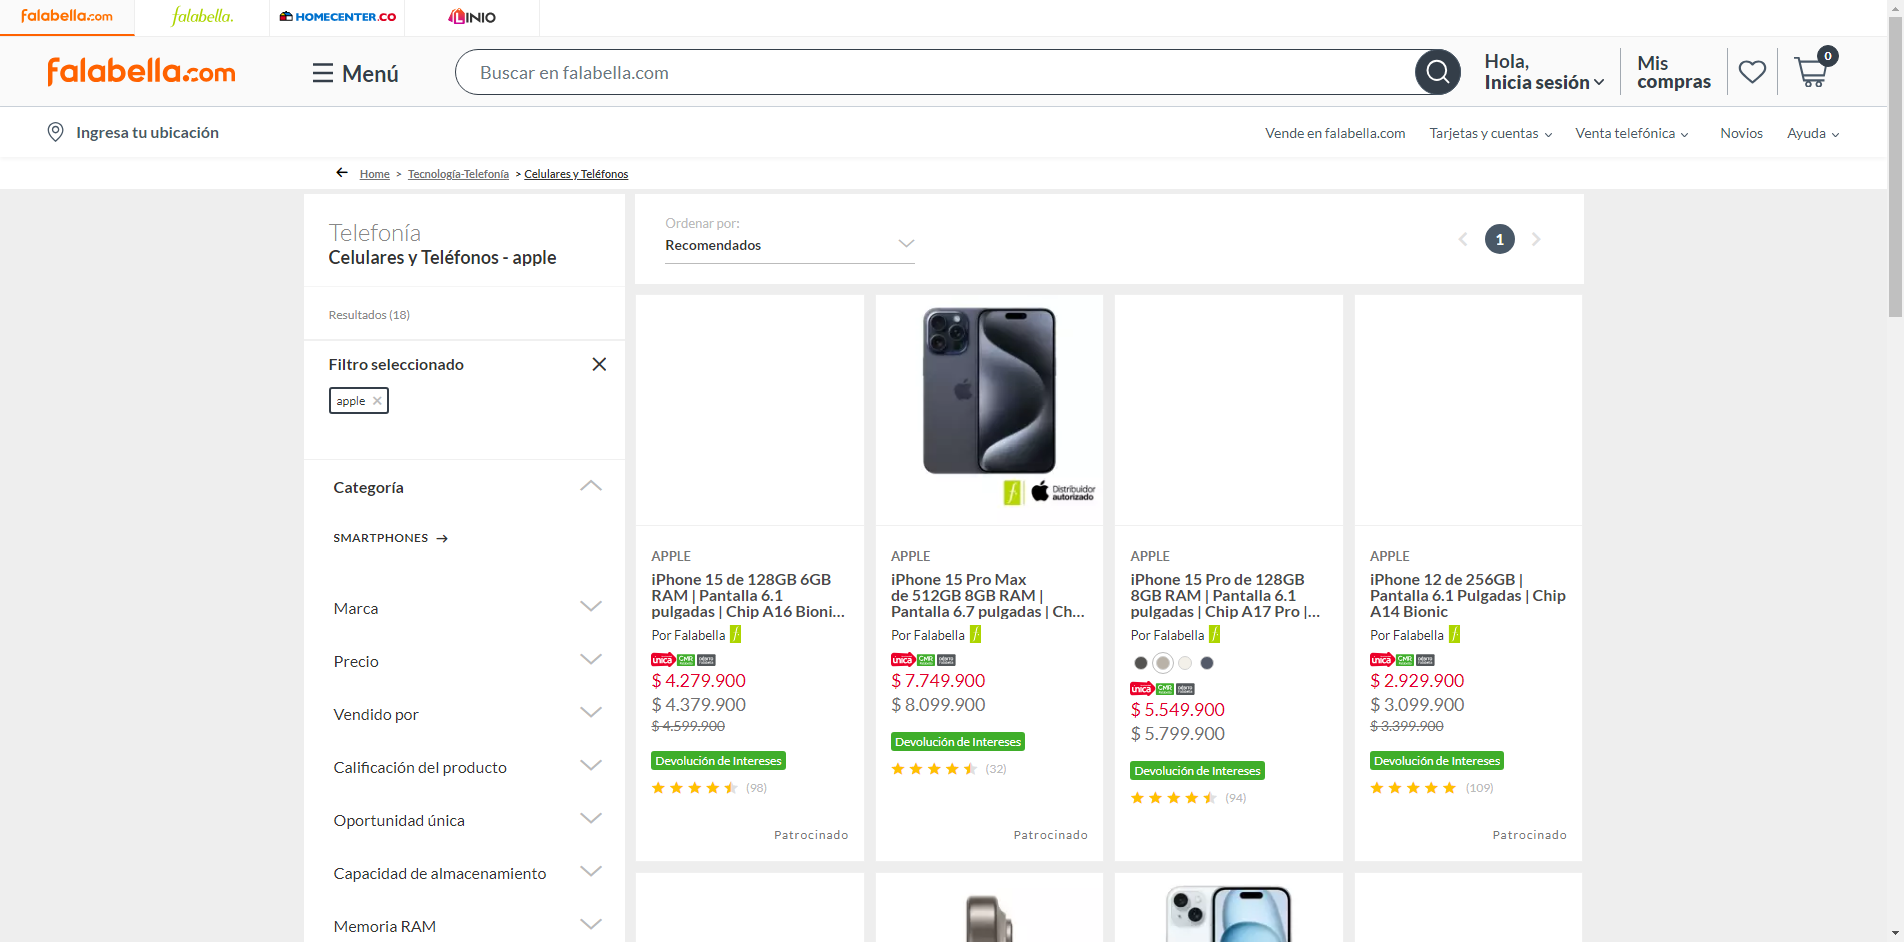 falabella.com
falabella.
HOMECENTER.CO
LINIO
falabella.com
Menú
Buscar en falabella.com
Hola,
Inicia sesión
Mis
compras
0
Ingresa tu ubicación
Vende en falabella.com
Tarjetas y cuentas
Venta telefónica
Novios
Ayuda
Home > Tecnología-Telefonía > Celulares y Teléfonos
Telefonía
Celulares y Teléfonos - apple
Resultados (18)
Filtro seleccionado
apple
Categoría
SMARTPHONES
Marca
Precio
Vendido por
Calificación del producto
Oportunidad única
Capacidad de almacenamiento
Memoria RAM
Ordenar por:
Recomendados
1
APPLE
iPhone 15 de 128GB 6GB
RAM | Pantalla 6.1
pulgadas | Chip A16 Bioni...
Por Falabella
única CMR
$ 4.279.900
$ 4.379.900
$ 4.599.900
Devolución de Intereses
(98)
Patrocinado
Distribuidor
autorizado
APPLE
iPhone 15 Pro Max
de 512GB 8GB RAM |
Pantalla 6.7 pulgadas | Ch...
Por Falabella
única CMR
$ 7.749.900
$ 8.099.900
Devolución de Intereses
(32)
Patrocinado
APPLE
iPhone 15 Pro de 128GB
8GB RAM | Pantalla 6.1
pulgadas | Chip A17 Pro |...
Por Falabella
única CMR
$ 5.549.900
$ 5.799.900
Devolución de Intereses
(94)
APPLE
iPhone 12 de 256GB |
Pantalla 6.1 Pulgadas | Chip
A14 Bionic
Por Falabella
única CMR
$ 2.929.900
$ 3.099.900
$ 3.399.900
Devolución de Intereses
(109)
Patrocinado